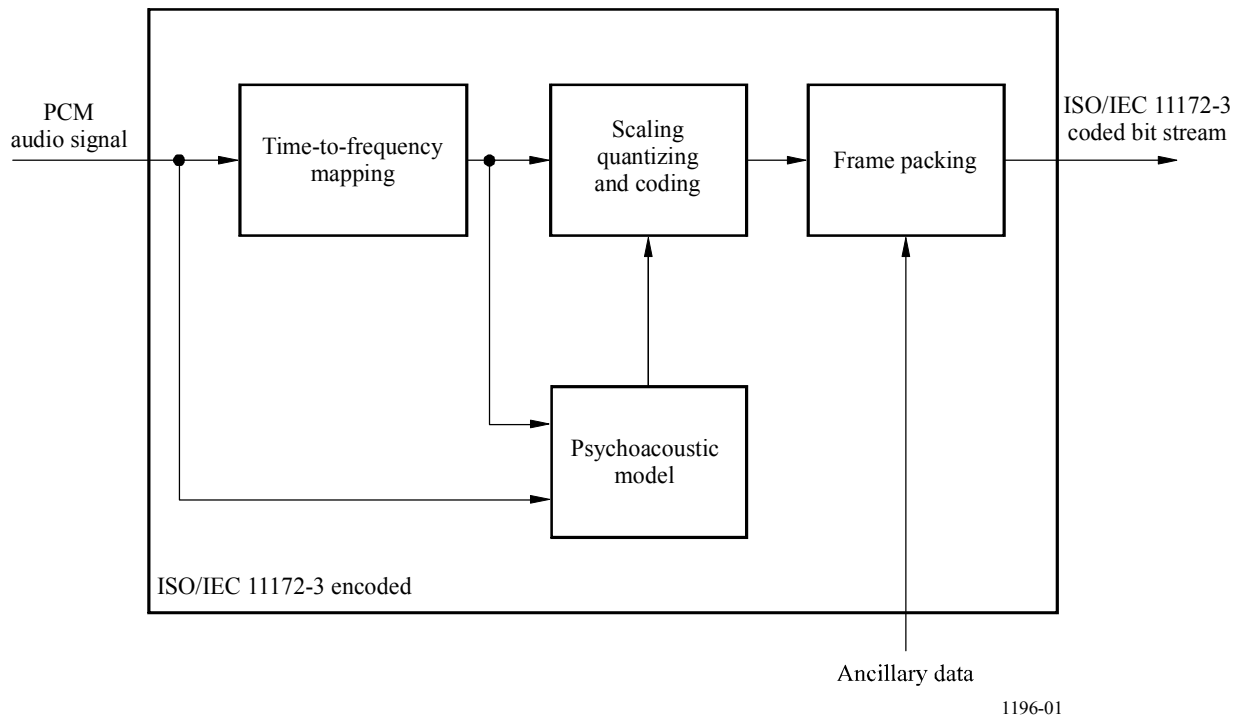 PCM
audio signal
Time-to-frequency
mapping
Scaling
quantizing
and coding
Frame packing
ISO/IEC 11172-3
coded bit stream
Psychoacoustic
model
ISO/IEC 11172-3 encoded
Ancillary data
1196-01